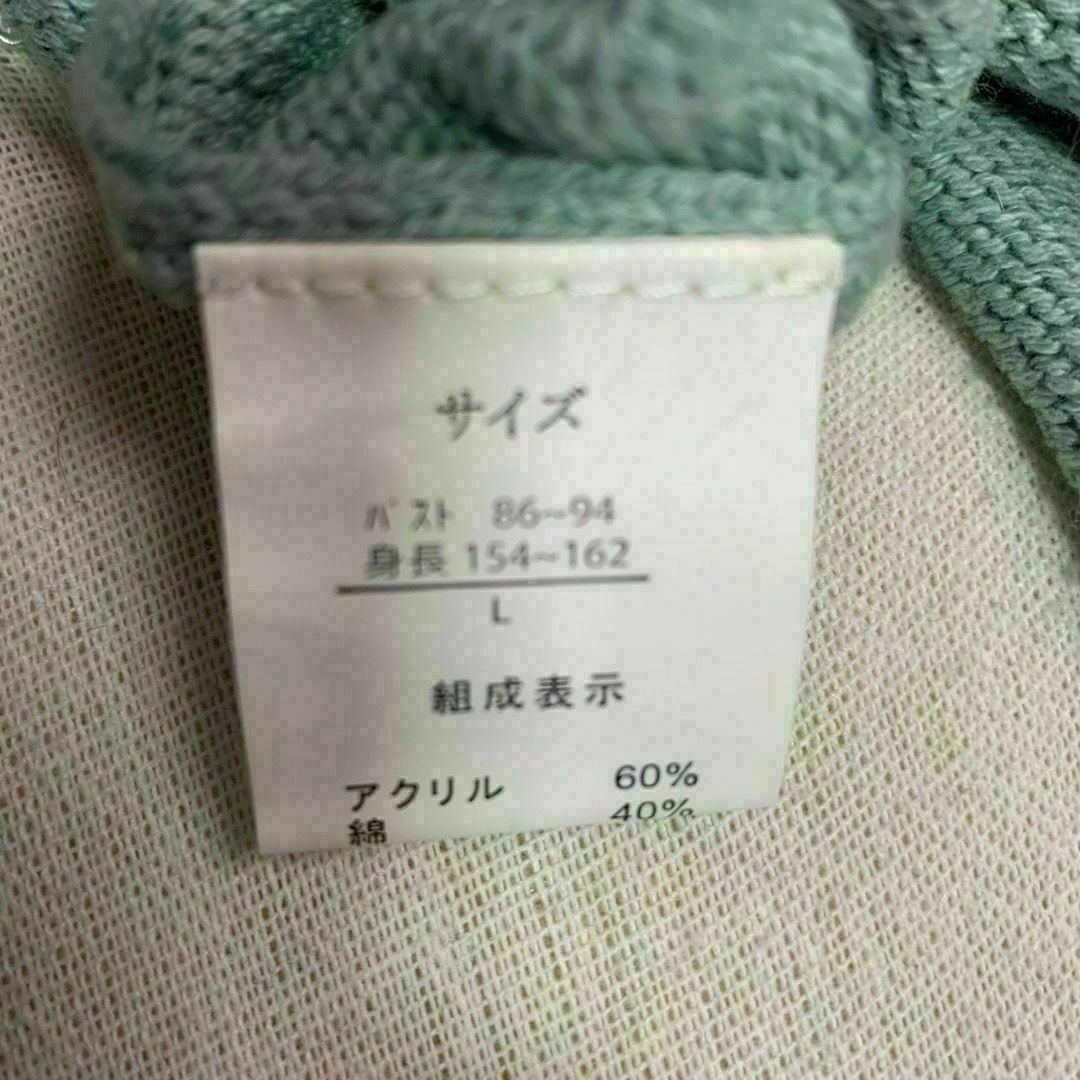 サイズ
バスト 86~94
身長 154~162
L
組成表示
アクリル 60%
綿 40%